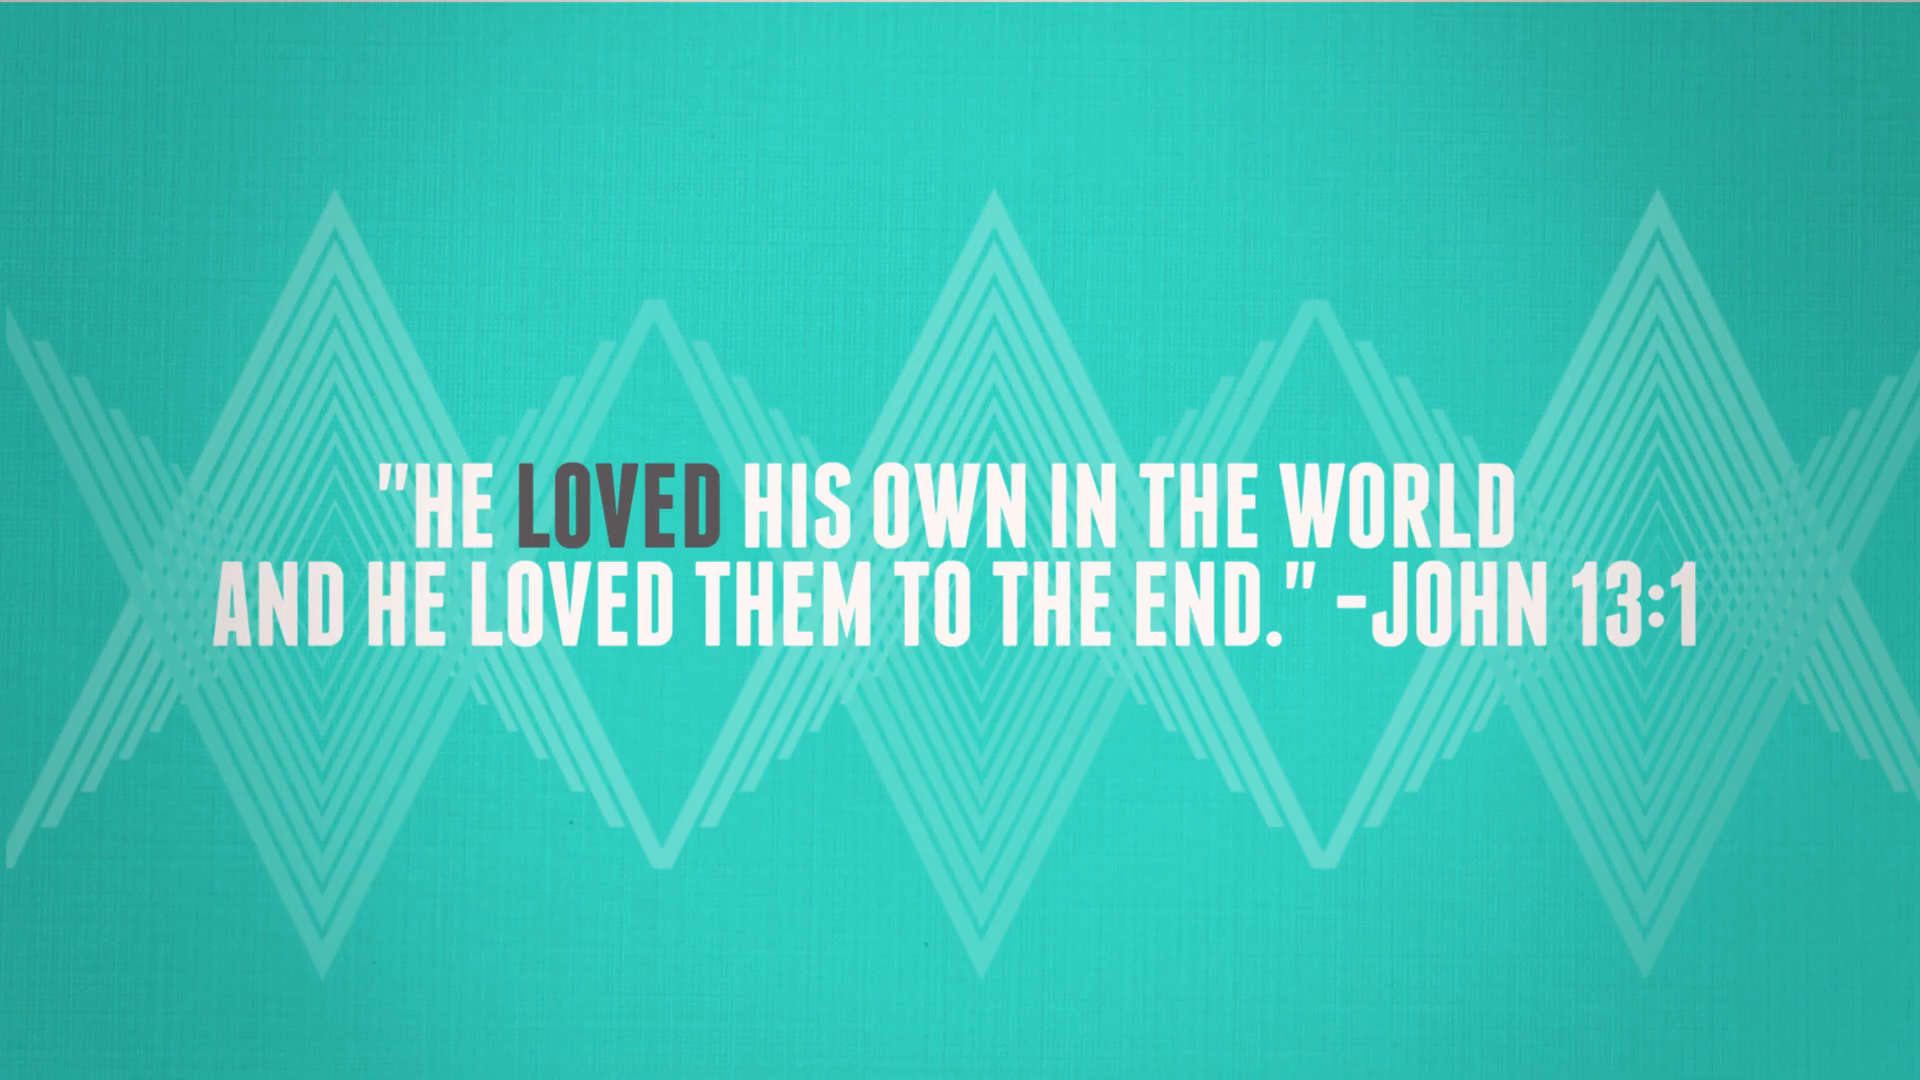 "HE LOVED HIS OWN IN THE WORLD
AND HE LOVED THEM TO THE END." -JOHN 13:1